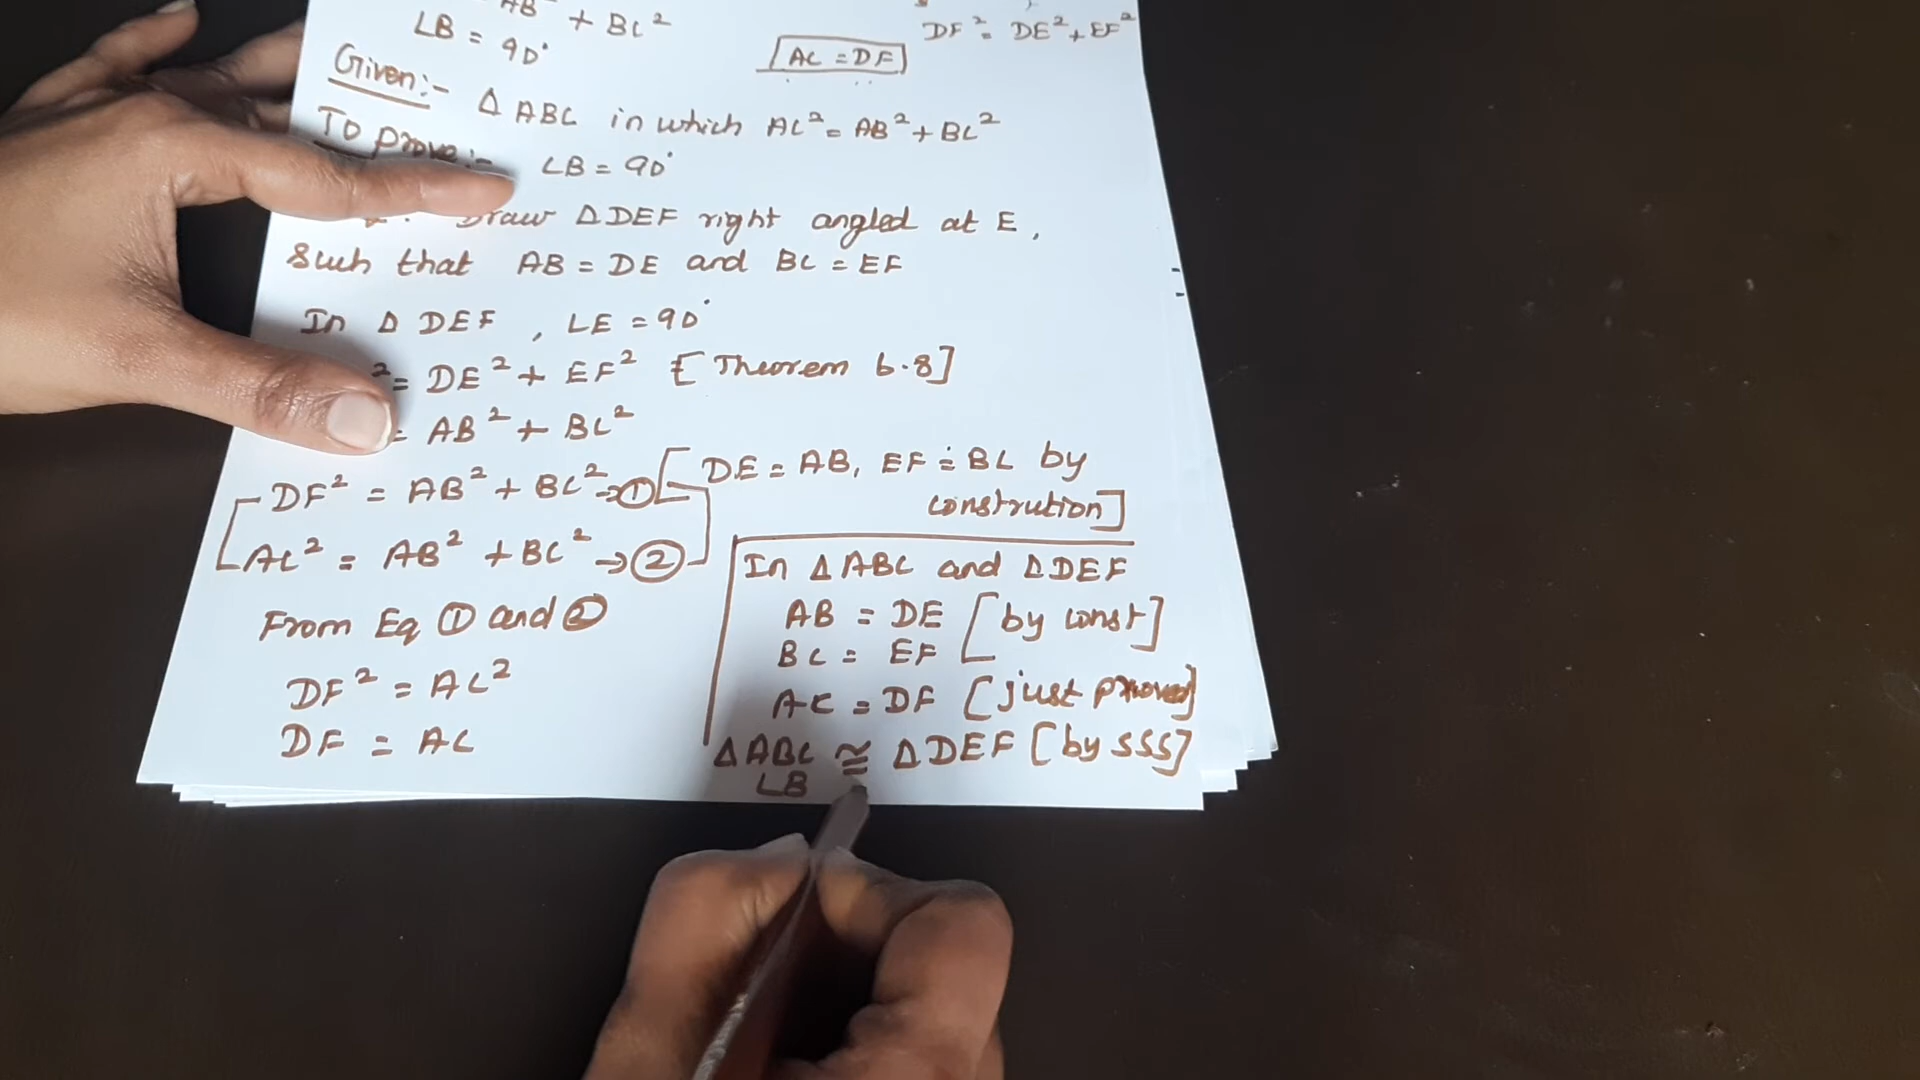 AB² + BC²
∠B = 90°
DF² = DE² + EF²
AC = DF
Given:- Δ ABC in which AC² = AB² + BC²
To prove:- ∠B = 90°
Draw ΔDEF right angled at E,
Such that AB = DE and BC = EF
In Δ DEF, ∠E = 90°
² = DE² + EF² [Theorem 6.8]
= AB² + BC²
DF² = AB² + BC² → ① [DE = AB, EF = BC by
constrution]
AC² = AB² + BC² → ②
From Eq ① and ②
DF² = AC²
DF = AC
In ΔABC and ΔDEF
AB = DE [by const]
BC = EF
AC = DF [just proved]
ΔABC ≅ ΔDEF [by SSS]
∠B